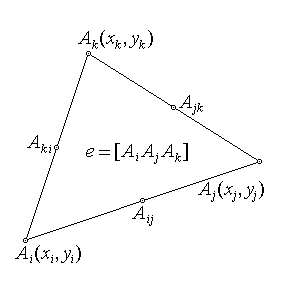 A_k(x_k, y_k)
A_jk
A_ki
e = [A_i A_j A_k]
A_j(x_j, y_j)
A_ij
A_i(x_i, y_i)